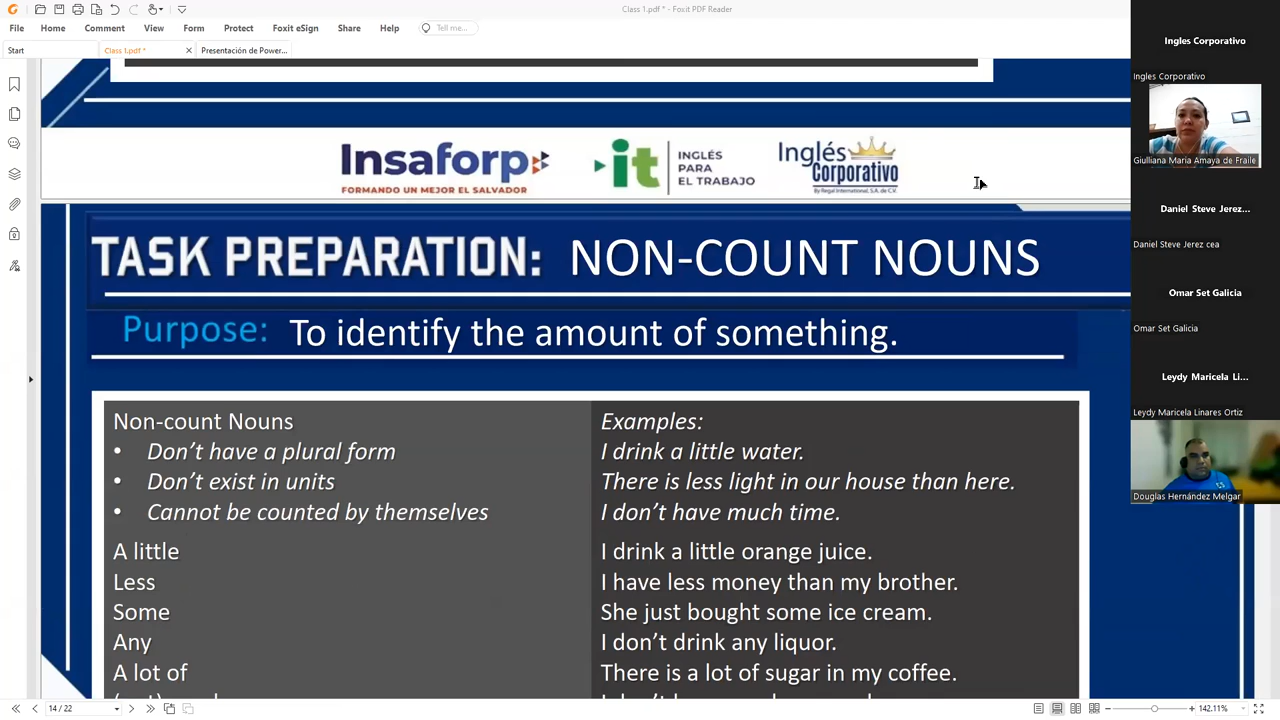 Class 1.pdf * - Foxit PDF Reader
File Home Comment View Form Protect Foxit eSign Share Help Tell me...
Start Class 1.pdf * Presentación de Power...
Insaforp
FORMANDO UN MEJOR EL SALVADOR
it
INGLÉS
PARA
EL TRABAJO
Inglés
Corporativo
By Regal International, S.A. de C.V.
TASK PREPARATION: NON-COUNT NOUNS
Purpose: To identify the amount of something.
Non-count Nouns
• Don't have a plural form
• Don't exist in units
• Cannot be counted by themselves
A little
Less
Some
Any
A lot of
Examples:
I drink a little water.
There is less light in our house than here.
I don't have much time.
I drink a little orange juice.
I have less money than my brother.
She just bought some ice cream.
I don't drink any liquor.
There is a lot of sugar in my coffee.
Ingles Corporativo
Ingles Corporativo
Giulliana Maria Amaya de Fraile
Daniel Steve Jerez...
Daniel Steve Jerez cea
Omar Set Galicia
Omar Set Galicia
Leydy Maricela Li...
Leydy Maricela Linares Ortiz
Douglas Hernández Melgar
14 / 22
142.11%